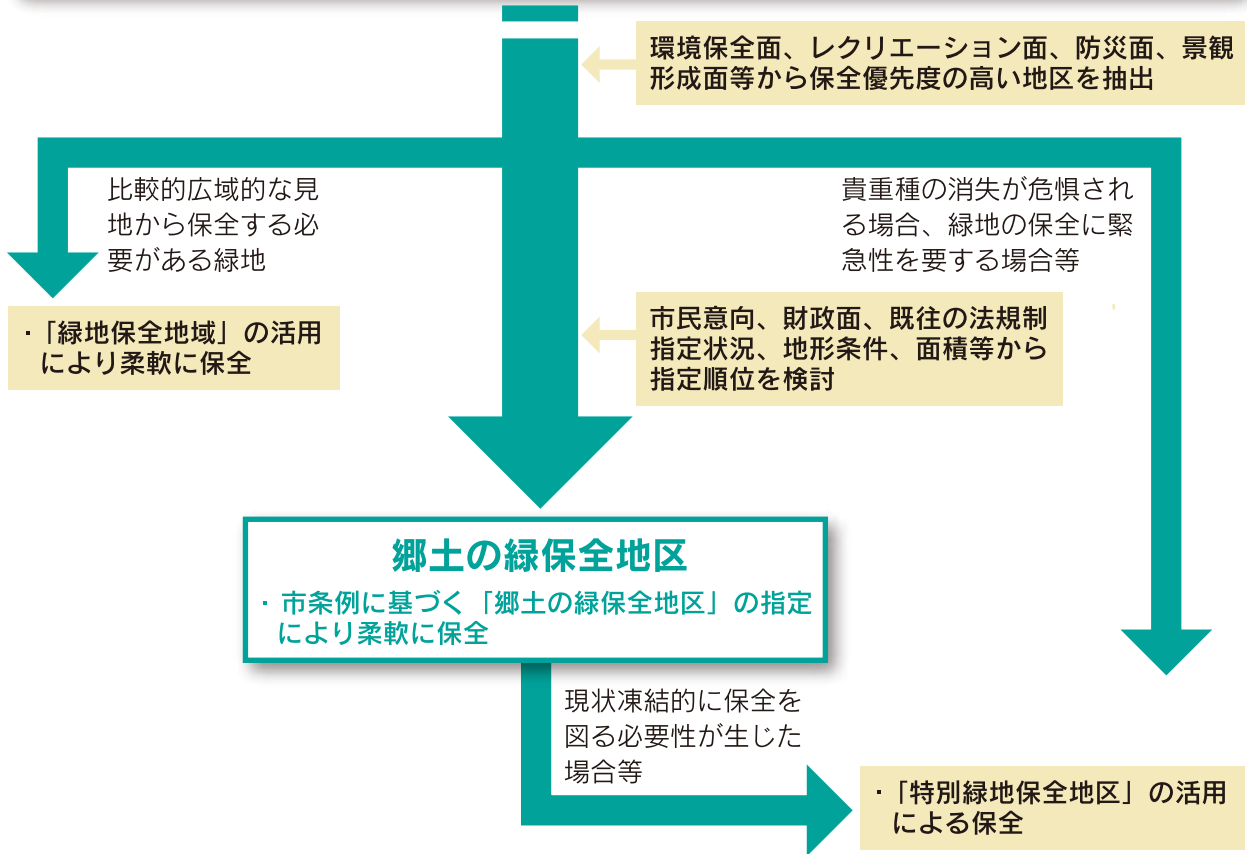 環境保全面、レクリエーション面、防災面、景観
形成面等から保全優先度の高い地区を抽出
比較的広域的な見
地から保全する必
要がある緑地
貴重種の消失が危惧され
る場合、緑地の保全に緊
急性を要する場合等
・「緑地保全地域」の活用
により柔軟に保全
市民意向、財政面、既往の法規制
指定状況、地形条件、面積等から
指定順位を検討
郷土の緑保全地区
・市条例に基づく「郷土の緑保全地区」の指定
により柔軟に保全
現状凍結的に保全を
図る必要性が生じた
場合等
・「特別緑地保全地区」の活用
による保全